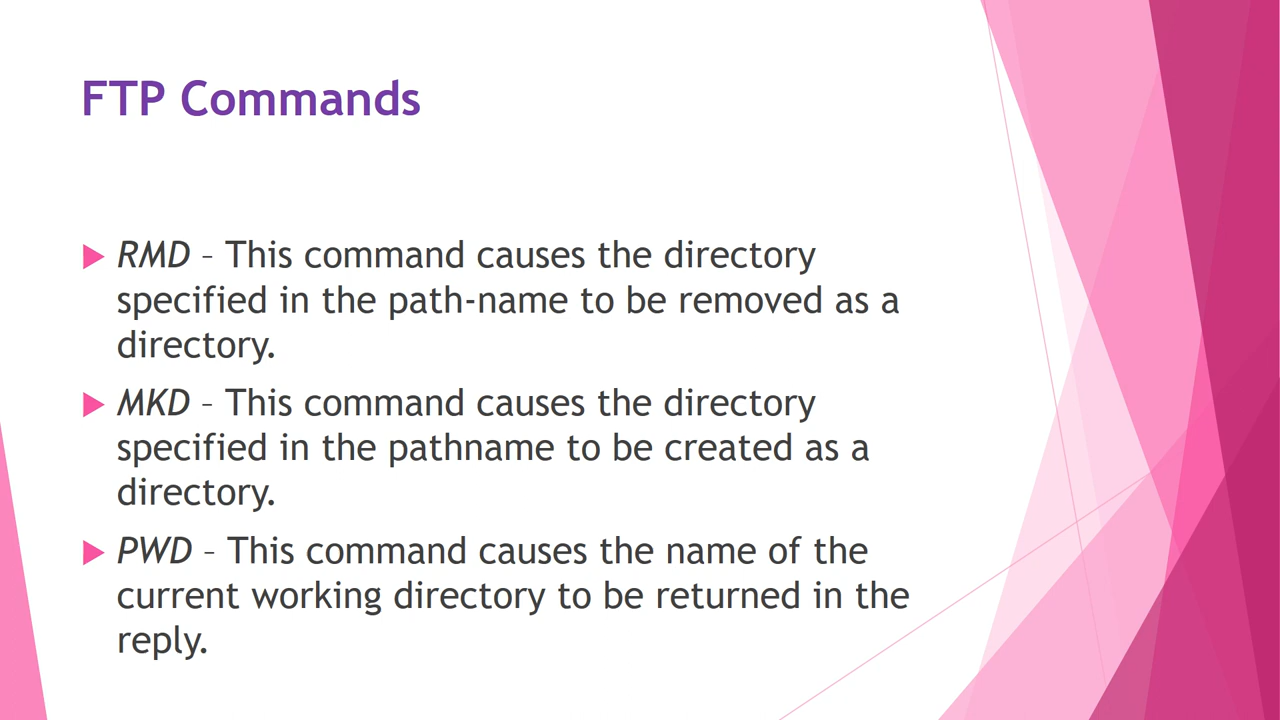 FTP Commands
RMD – This command causes the directory
specified in the path-name to be removed as a
directory.
MKD – This command causes the directory
specified in the pathname to be created as a
directory.
PWD – This command causes the name of the
current working directory to be returned in the
reply.